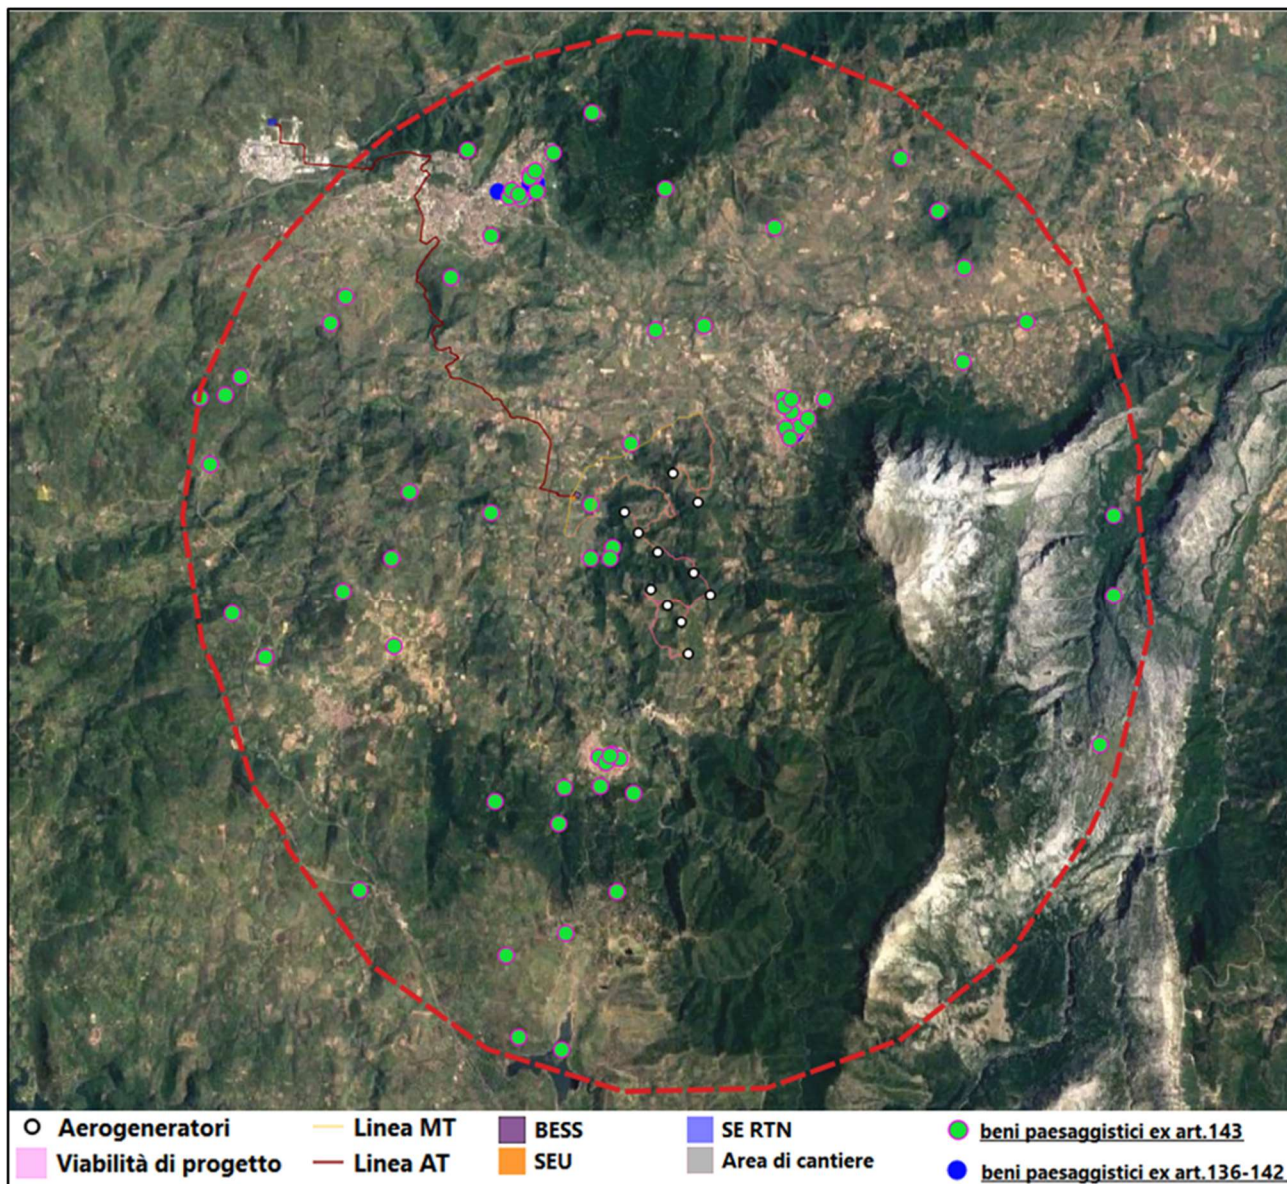 Aerogeneratori Linea MT BESS SE RTN beni paesaggistici ex art.143
Viabilità di progetto Linea AT SEU Area di cantiere beni paesaggistici ex art.136-142